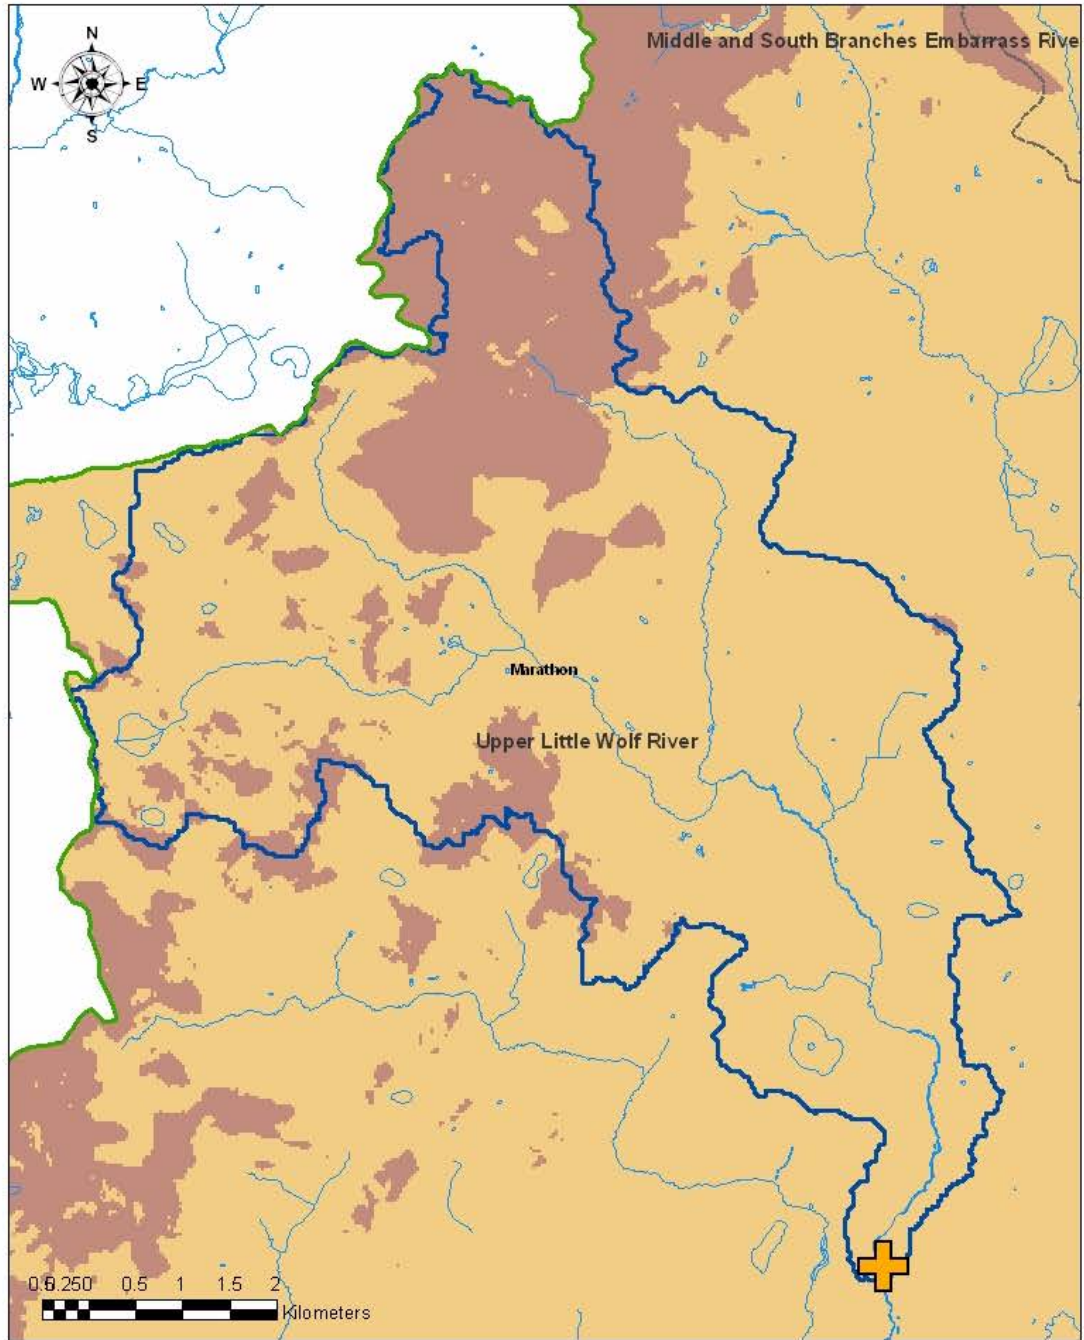 Middle and South Branches Embarrass Rive
N
W E
S
Marathon
Upper Little Wolf River
0.5 0.25 0 0.5 1 1.5 2
Kilometers